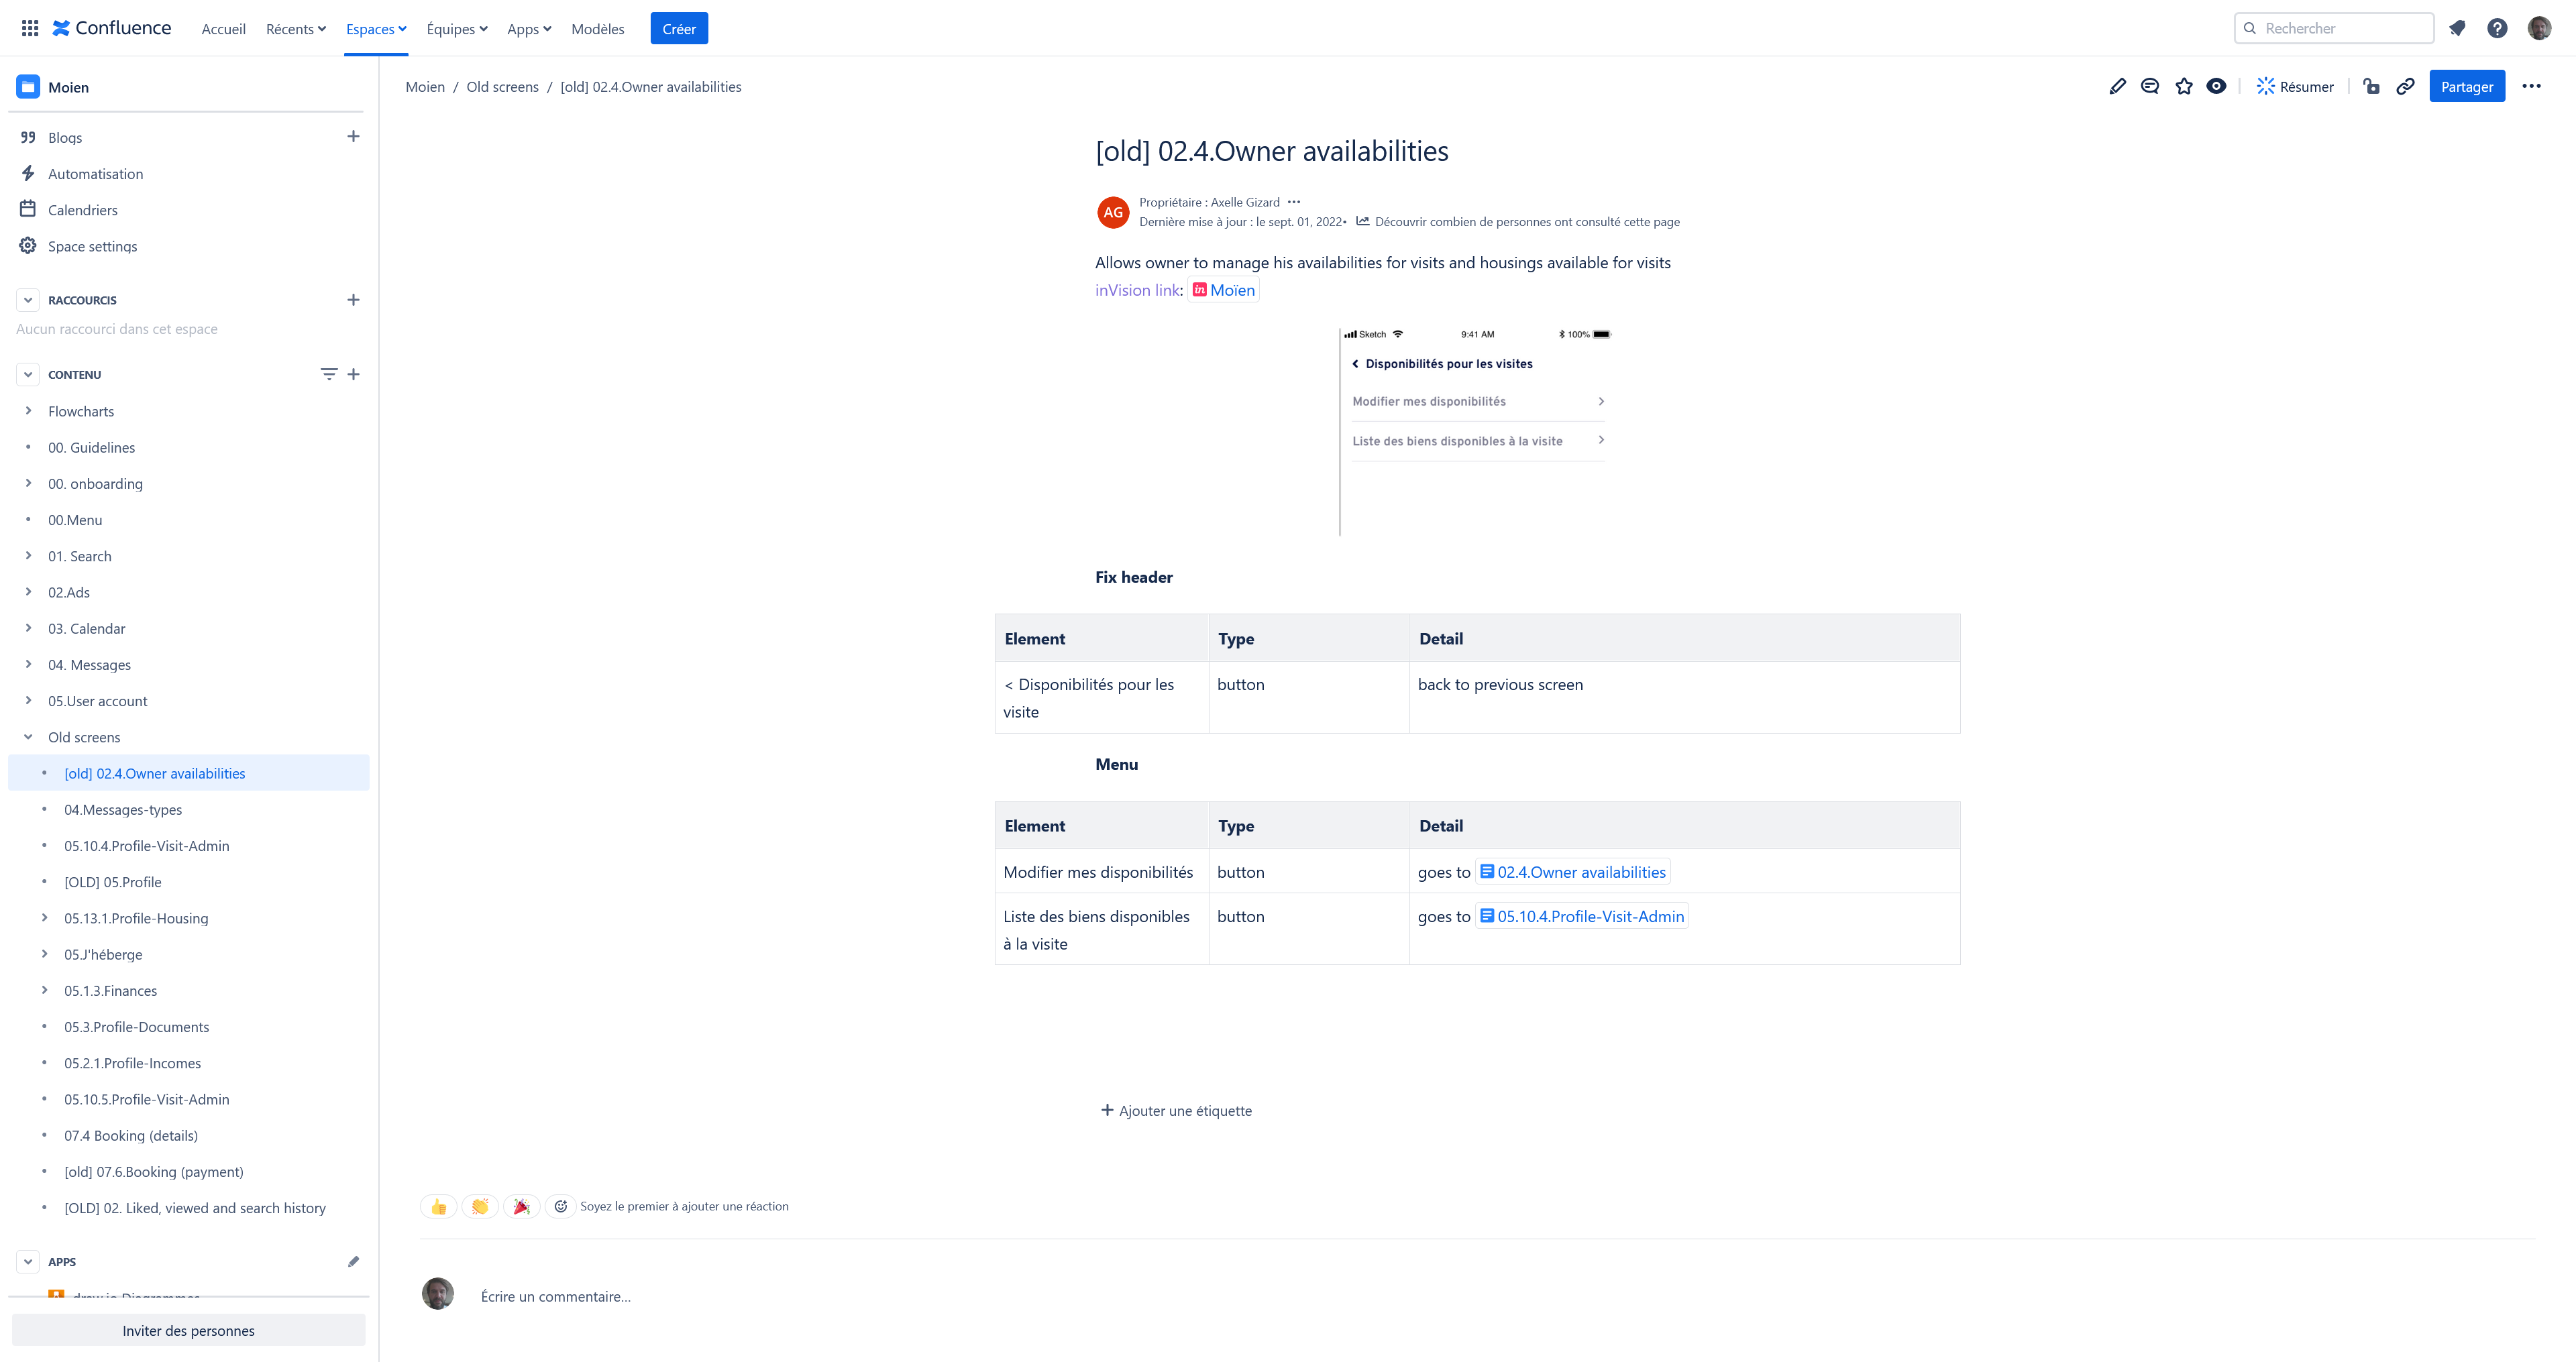 Confluence
Accueil
Récents
Espaces
Équipes
Apps
Modèles
Créer
Rechercher
Moien
Blogs
Automatisation
Calendriers
Space settings
RACCOURCIS
Aucun raccourci dans cet espace
CONTENU
Flowcharts
00. Guidelines
00. onboarding
00.Menu
01. Search
02.Ads
03. Calendar
04. Messages
05.User account
Old screens
[old] 02.4.Owner availabilities
04.Messages-types
05.10.4.Profile-Visit-Admin
[OLD] 05.Profile
05.13.1.Profile-Housing
05.J'héberge
05.1.3.Finances
05.3.Profile-Documents
05.2.1.Profile-Incomes
05.10.5.Profile-Visit-Admin
07.4 Booking (details)
[old] 07.6.Booking (payment)
[OLD] 02. Liked, viewed and search history
APPS
draw.io Diagrammes
Inviter des personnes
Moien / Old screens / [old] 02.4.Owner availabilities
Résumer
Partager
[old] 02.4.Owner availabilities
AG
Propriétaire : Axelle Gizard
Dernière mise à jour : le sept. 01, 2022• Découvrir combien de personnes ont consulté cette page
Allows owner to manage his availabilities for visits and housings available for visits
inVision link: in Moïen
Sketch 9:41 AM 100%
Disponibilités pour les visites
Modifier mes disponibilités
Liste des biens disponibles à la visite
Fix header
Element Type Detail
< Disponibilités pour les visite button back to previous screen
Menu
Element Type Detail
Modifier mes disponibilités button goes to 02.4.Owner availabilities
Liste des biens disponibles à la visite button goes to 05.10.4.Profile-Visit-Admin
Ajouter une étiquette
Soyez le premier à ajouter une réaction
Écrire un commentaire...